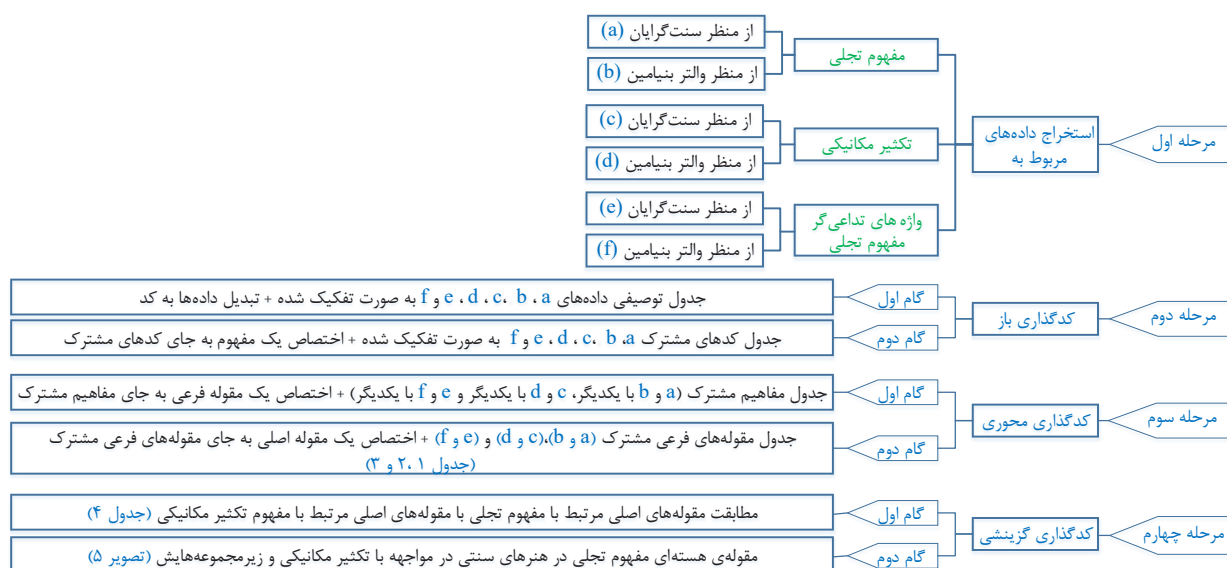 مرحله اول
استخراج داده‌های
مربوط به
مفهوم تجلی
از منظر سنت‌گرایان (a)
از منظر والتر بنیامین (b)
تکثیر مکانیکی
از منظر سنت‌گرایان (c)
از منظر والتر بنیامین (d)
واژه های تداعی‌گر
مفهوم تجلی
از منظر سنت‌گرایان (e)
از منظر والتر بنیامین (f)
مرحله دوم
کدگذاری باز
گام اول
جدول توصیفی داده‌های a ، b ،c ، d ، e و f به صورت تفکیک شده + تبدیل داده‌ها به کد
گام دوم
جدول کدهای مشترک a، b ،c ، d ، e و f به صورت تفکیک شده + اختصاص یک مفهوم به جای کدهای مشترک
مرحله سوم
کدگذاری محوری
گام اول
جدول مفاهیم مشترک (a و b با یکدیگر، c و d با یکدیگر و e و f با یکدیگر) + اختصاص یک مقوله فرعی به جای مفاهیم مشترک
گام دوم
جدول مقوله‌های فرعی مشترک (a و b)،(c و d) و (e و f) + اختصاص یک مقوله اصلی به جای مقوله‌های فرعی مشترک
(جدول ۱ ،۲ و ۳)
مرحله چهارم
کدگذاری گزینشی
گام اول
مطابقت مقوله‌های اصلی مرتبط با مفهوم تجلی با مقوله‌های اصلی مرتبط با مفهوم تکثیر مکانیکی (جدول ۴)
گام دوم
مقوله‌ی هسته‌ای مفهوم تجلی در هنرهای سنتی در مواجهه با تکثیر مکانیکی و زیرمجموعه‌هایش (تصویر ۵)